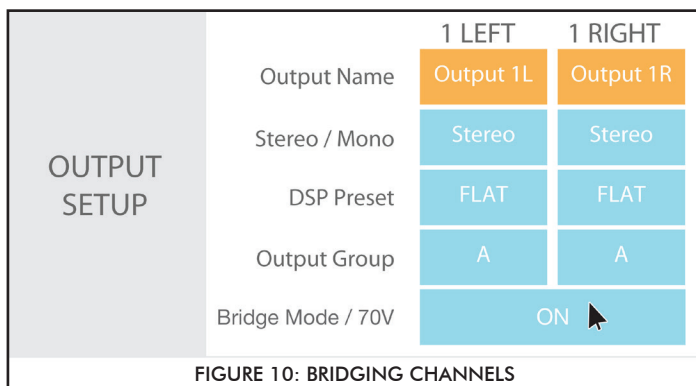 1 LEFT 1 RIGHT
Output Name Output 1L Output 1R
Stereo / Mono Stereo Stereo
OUTPUT
SETUP
DSP Preset FLAT FLAT
Output Group A A
Bridge Mode / 70V ON
FIGURE 10: BRIDGING CHANNELS